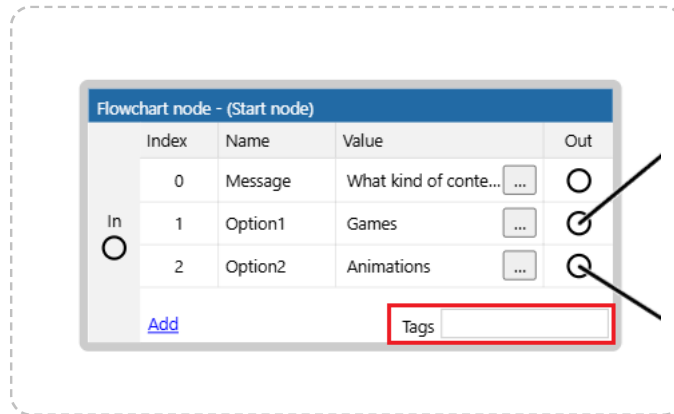 Flowchart node - (Start node)
Index Name Value Out
0 Message What kind of conte... ...
In
1 Option1 Games ...
2 Option2 Animations ...
Add Tags